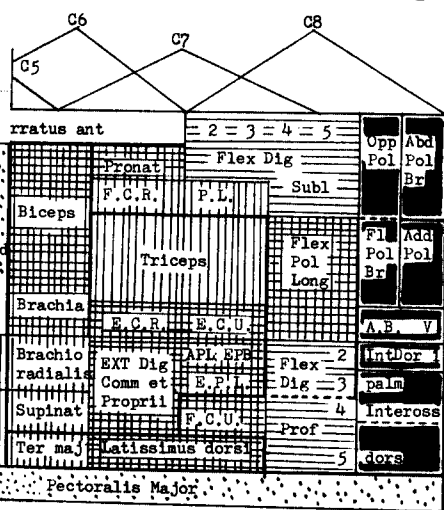 C6
C8
C7
C5
rratus ant
2 = 3 = 4 = 5
Flex Dig
Subl
Opp
Pol
Abd
Pol
Br
Pronat
F.C.R. P.L.
Biceps
Triceps
Flex
Pol
Long
Fl
Pol
Br
Add
Pol
Brachia
E.C.R. E.C.U.
A.B. V
Brachio
radialis
EXT Dig
Comm et
Propril
APL EPB
E.P.L.
F.C.U.
Flex 2
Dig 3
4
Prof
5
IntDor I
palm
Inteross
dors
Supinat
Ter maj
Latissimus dorsi
Pectoralis Major